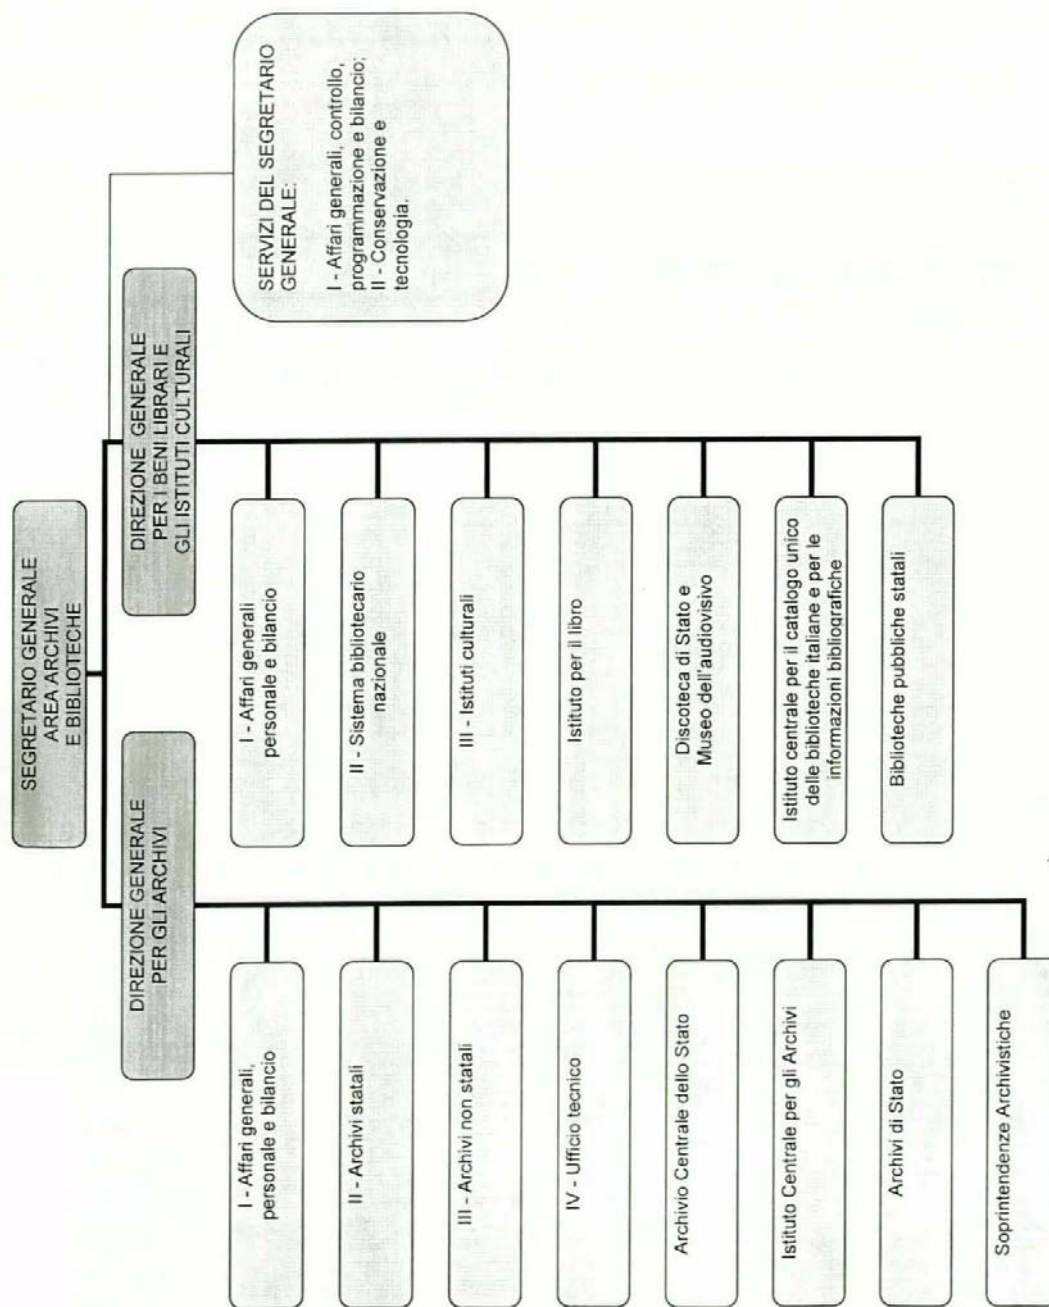 SEGRETARIO GENERALE
AREA ARCHIVI
E BIBLIOTECHE
DIREZIONE GENERALE
PER GLI ARCHIVI
I - Affari generali,
personale e bilancio
II - Archivi statali
III - Archivi non statali
IV - Ufficio tecnico
Archivio Centrale dello Stato
Istituto Centrale per gli Archivi
Archivi di Stato
Soprintendenze Archivistiche
DIREZIONE GENERALE
PER I BENI LIBRARI E
GLI ISTITUTI CULTURALI
I - Affari generali
personale e bilancio
II - Sistema bibliotecario
nazionale
III - Istituti culturali
Istituto per il libro
Discoteca di Stato e
Museo dell'audiovisivo
Istituto centrale per il catalogo unico
delle biblioteche italiane e per le
informazioni bibliografiche
Biblioteche pubbliche statali
SERVIZI DEL SEGRETARIO
GENERALE:
I - Affari generali, controllo,
programmazione e bilancio;
II - Conservazione e
tecnologia.